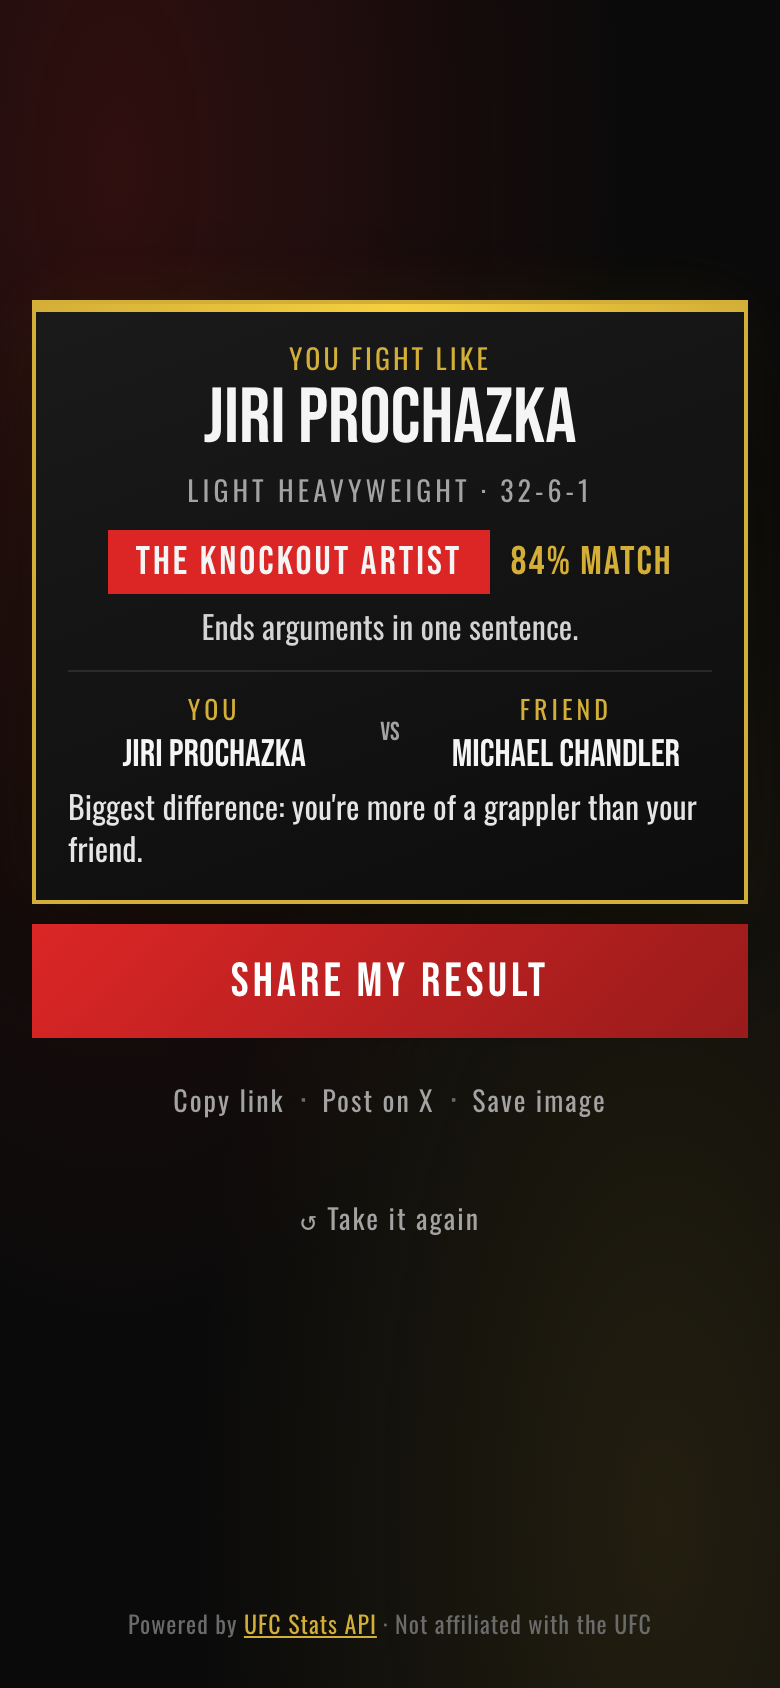 YOU FIGHT LIKE
JIRI PROCHAZKA
LIGHT HEAVYWEIGHT · 32-6-1
THE KNOCKOUT ARTIST 84% MATCH
Ends arguments in one sentence.
YOU VS FRIEND
JIRI PROCHAZKA MICHAEL CHANDLER
Biggest difference: you're more of a grappler than your
friend.
SHARE MY RESULT
Copy link · Post on X · Save image
↺ Take it again
Powered by UFC Stats API · Not affiliated with the UFC